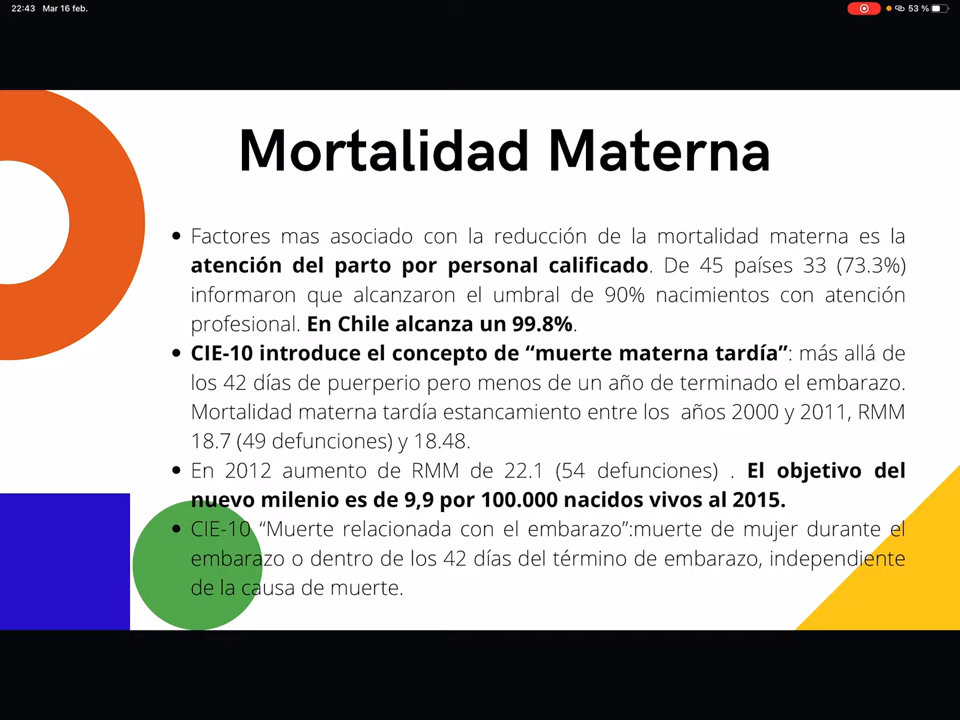 22:43 Mar 16 feb.
53 %
Mortalidad Materna
• Factores mas asociado con la reducción de la mortalidad materna es la
atención del parto por personal calificado. De 45 países 33 (73.3%)
informaron que alcanzaron el umbral de 90% nacimientos con atención
profesional. En Chile alcanza un 99.8%.
• CIE-10 introduce el concepto de “muerte materna tardía”: más allá de
los 42 días de puerperio pero menos de un año de terminado el embarazo.
Mortalidad materna tardía estancamiento entre los años 2000 y 2011, RMM
18.7 (49 defunciones) y 18.48.
• En 2012 aumento de RMM de 22.1 (54 defunciones) . El objetivo del
nuevo milenio es de 9,9 por 100.000 nacidos vivos al 2015.
• CIE-10 “Muerte relacionada con el embarazo”:muerte de mujer durante el
embarazo o dentro de los 42 días del término de embarazo, independiente
de la causa de muerte.